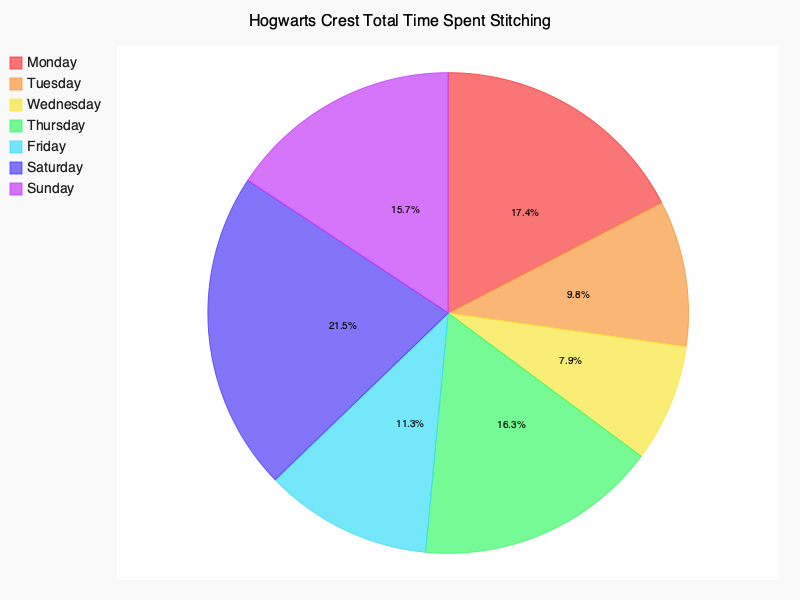 Hogwarts Crest Total Time Spent Stitching
Monday
Tuesday
Wednesday
Thursday
Friday
Saturday
Sunday
15.7%
17.4%
9.8%
21.5%
7.9%
11.3%
16.3%